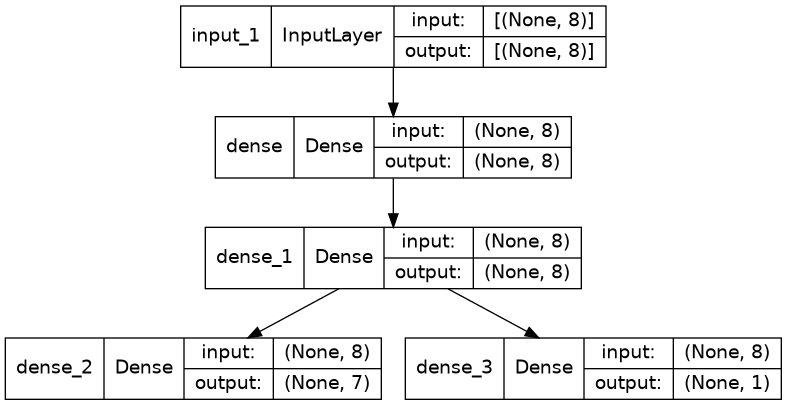 input_1 InputLayer input: [(None, 8)]
output: [(None, 8)]
dense Dense input: (None, 8)
output: (None, 8)
dense_1 Dense input: (None, 8)
output: (None, 8)
dense_2 Dense input: (None, 8)
output: (None, 7)
dense_3 Dense input: (None, 8)
output: (None, 1)